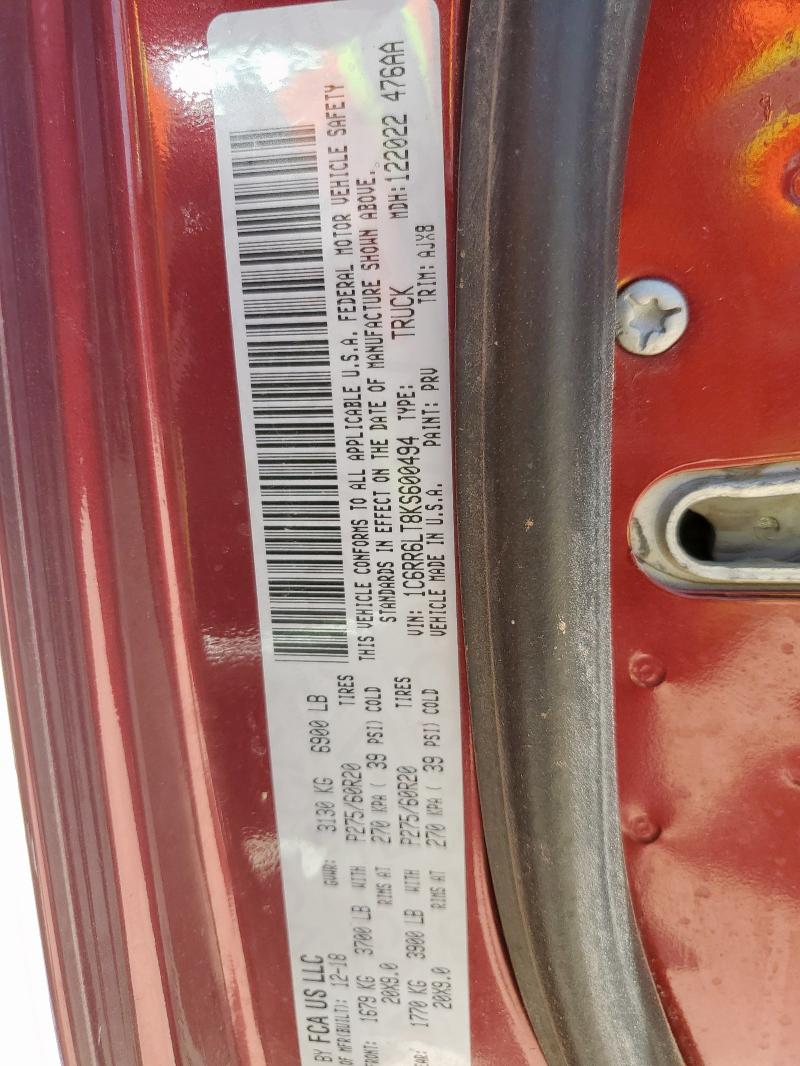 BY FCA US LLC
OF MFR(BUILT): 12-18 GVWR: 3130 KG 6900 LB
FRONT: 1679 KG 3700 LB WITH P275/60R20 TIRES
20X9.0 RIMS AT 270 KPA ( 39 PSI) COLD
1770 KG 3900 LB WITH P275/60R20 TIRES
20X9.0 RIMS AT 270 KPA ( 39 PSI) COLD
THIS VEHICLE CONFORMS TO ALL APPLICABLE U.S.A. FEDERAL MOTOR VEHICLE SAFETY
STANDARDS IN EFFECT ON THE DATE OF MANUFACTURE SHOWN ABOVE.
VIN: 1C6RR6LT8KS600494 TYPE: TRUCK MDH: 122022 476AA
VEHICLE MADE IN U.S.A. PAINT: PRV TRIM: AJX8